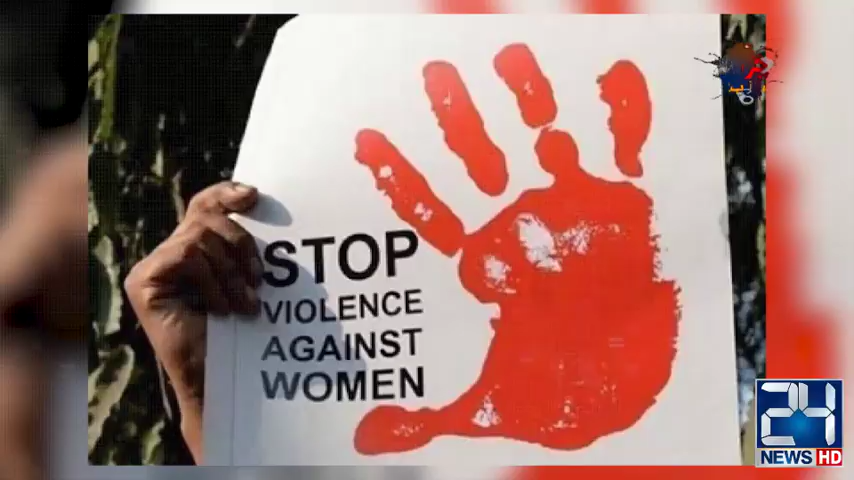 STOP
VIOLENCE
AGAINST
WOMEN
24
NEWS HD